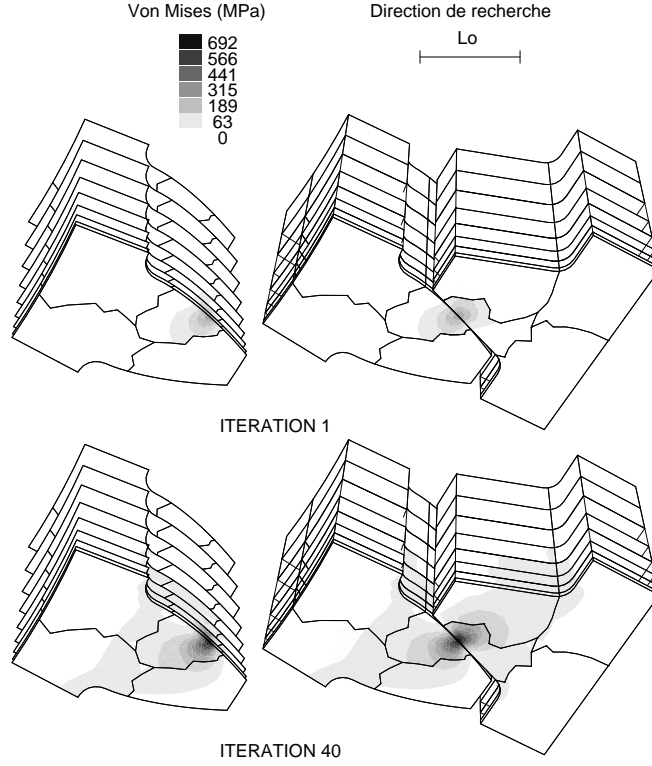 Von Mises (MPa)
Direction de recherche
Lo
692
566
441
315
189
63
0
ITERATION 1
ITERATION 40